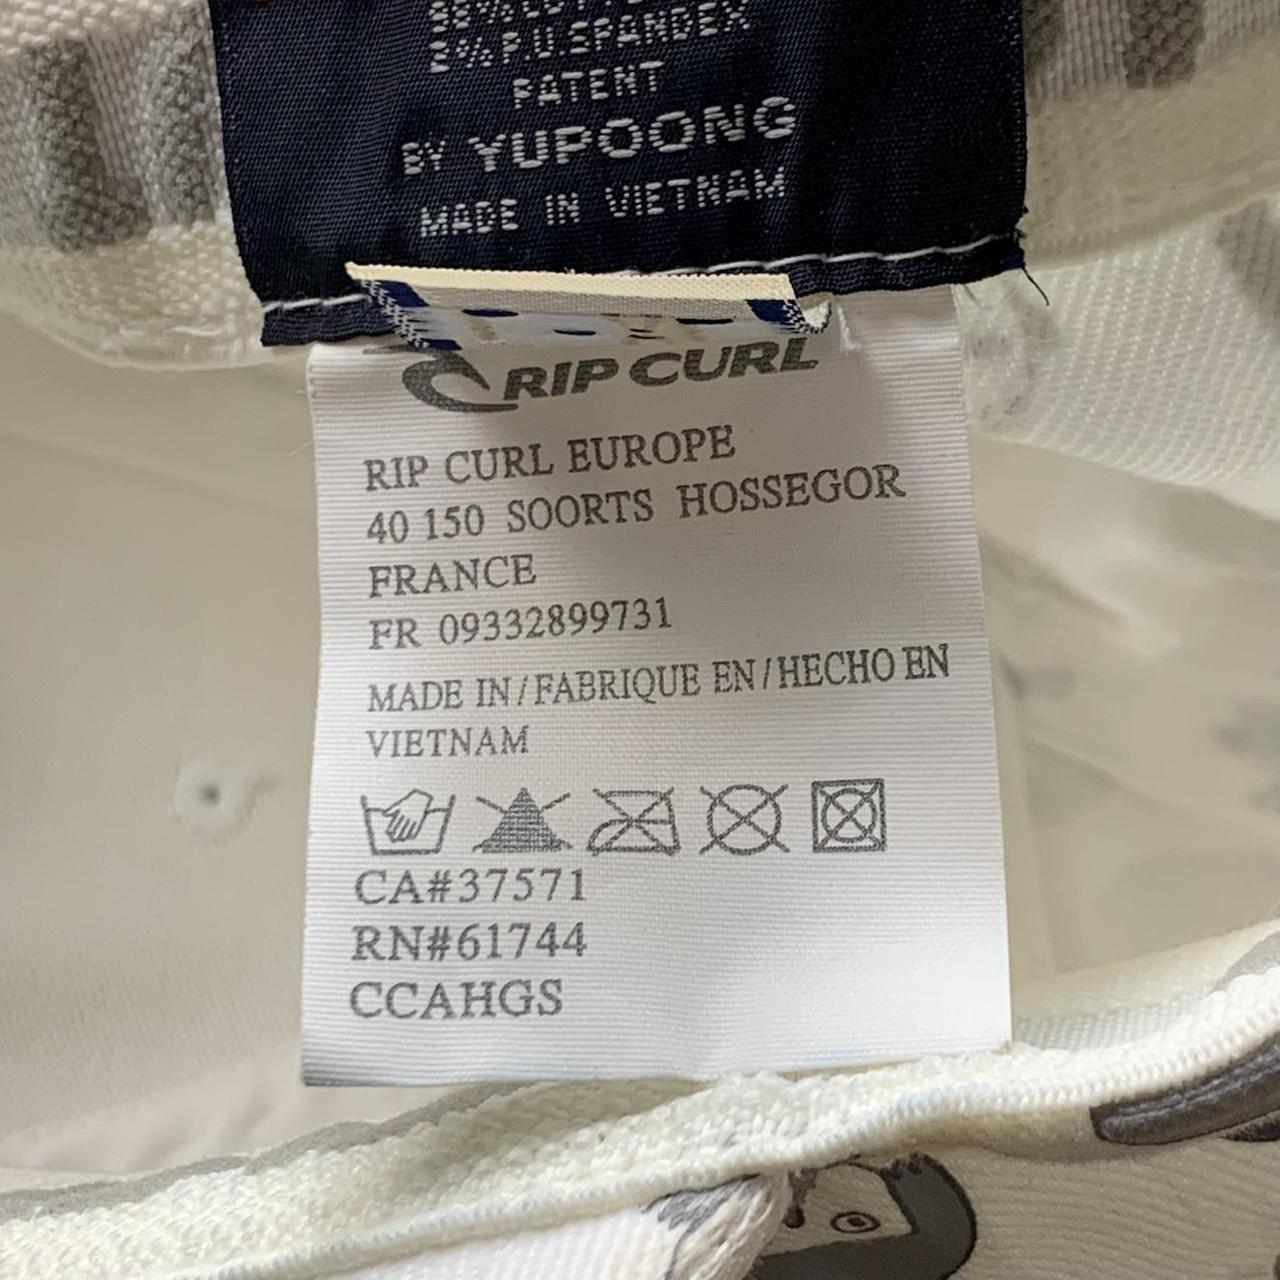 2% P.U.SPANDEX
PATENT
BY YUPOONG
MADE IN VIETNAM
RIP CURL
RIP CURL EUROPE
40 150 SOORTS HOSSEGOR
FRANCE
FR 09332899731
MADE IN/FABRIQUE EN/HECHO EN
VIETNAM
CA#37571
RN#61744
CCAHGS